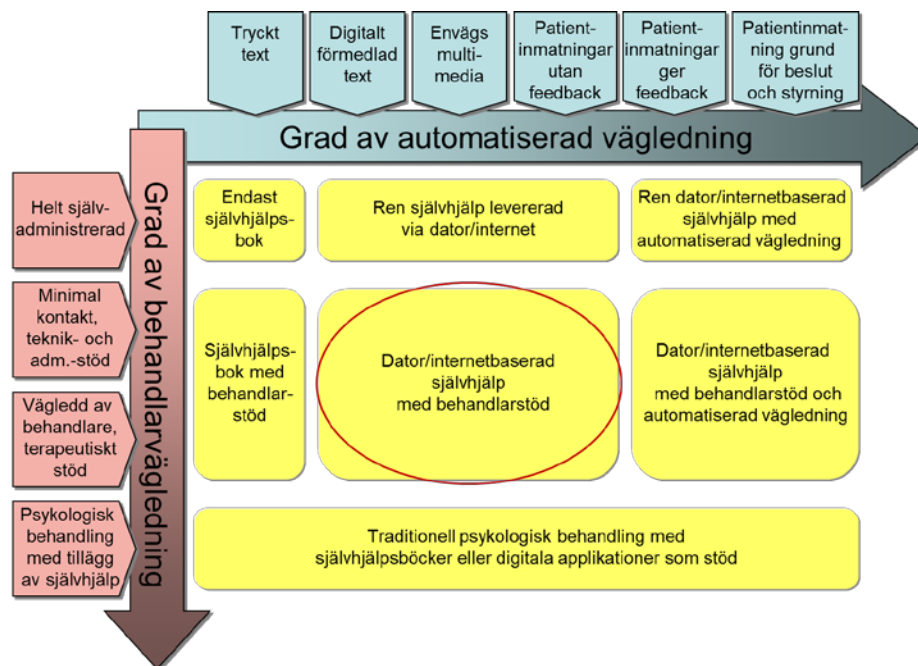 Tryckt
text
Digitalt
förmedlad
text
Envägs
multi-
media
Patient-
inmatningar
utan
feedback
Patient-
inmatningar
ger
feedback
Patientinmat-
ning grund
för beslut
och styrning
Grad av automatiserad vägledning
Grad av behandlarvägledning
Helt själv-
administrerad
Endast
självhjälps-
bok
Ren självhjälp levererad
via dator/internet
Ren dator/internetbaserad
självhjälp med
automatiserad vägledning
Minimal
kontakt,
teknik- och
adm.-stöd
Självhjälps-
bok med
behandlar-
stöd
Dator/internetbaserad
självhjälp
med behandlarstöd
Dator/internetbaserad
självhjälp
med behandlarstöd och
automatiserad vägledning
Vägledd av
behandlare,
terapeutiskt
stöd
Psykologisk
behandling
med tillägg
av självhjälp
Traditionell psykologisk behandling med
självhjälpsböcker eller digitala applikationer som stöd